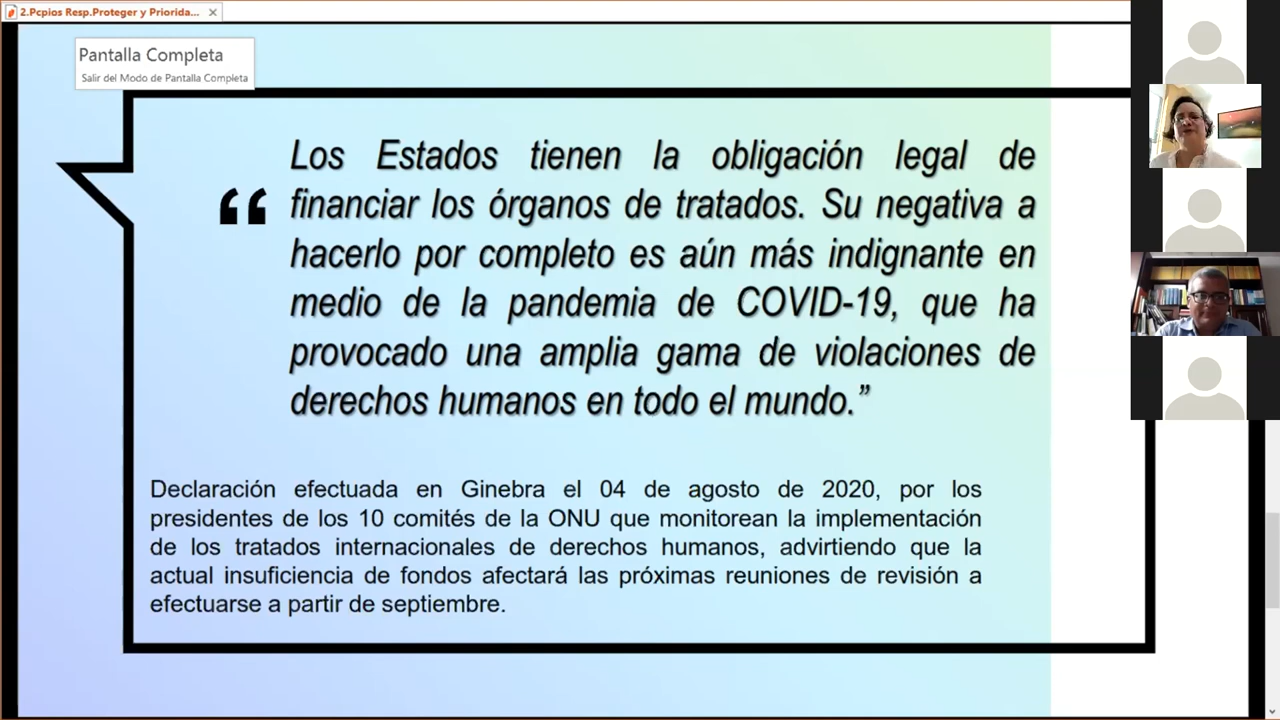 2.Pcpios Resp.Proteger y Priorida...
Pantalla Completa
Salir del Modo de Pantalla Completa
“ Los Estados tienen la obligación legal de
financiar los órganos de tratados. Su negativa a
hacerlo por completo es aún más indignante en
medio de la pandemia de COVID-19, que ha
provocado una amplia gama de violaciones de
derechos humanos en todo el mundo.”
Declaración efectuada en Ginebra el 04 de agosto de 2020, por los
presidentes de los 10 comités de la ONU que monitorean la implementación
de los tratados internacionales de derechos humanos, advirtiendo que la
actual insuficiencia de fondos afectará las próximas reuniones de revisión a
efectuarse a partir de septiembre.